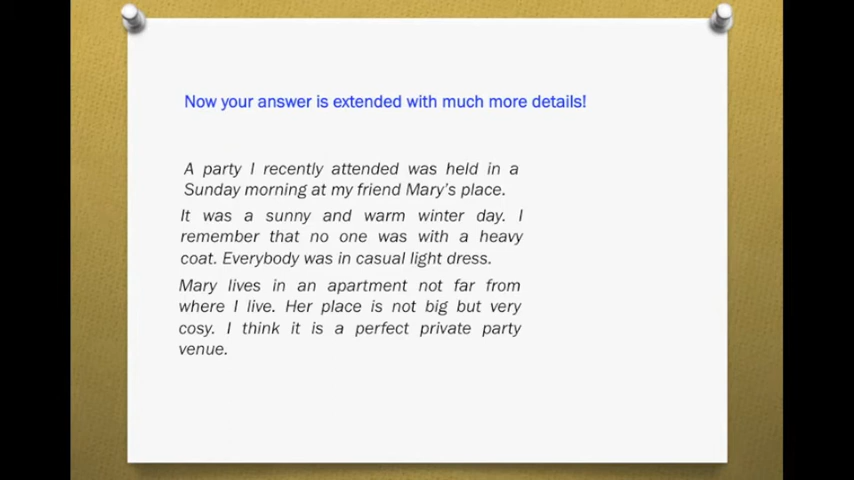 Now your answer is extended with much more details!
A party I recently attended was held in a
Sunday morning at my friend Mary's place.
It was a sunny and warm winter day. I
remember that no one was with a heavy
coat. Everybody was in casual light dress.
Mary lives in an apartment not far from
where I live. Her place is not big but very
cosy. I think it is a perfect private party
venue.